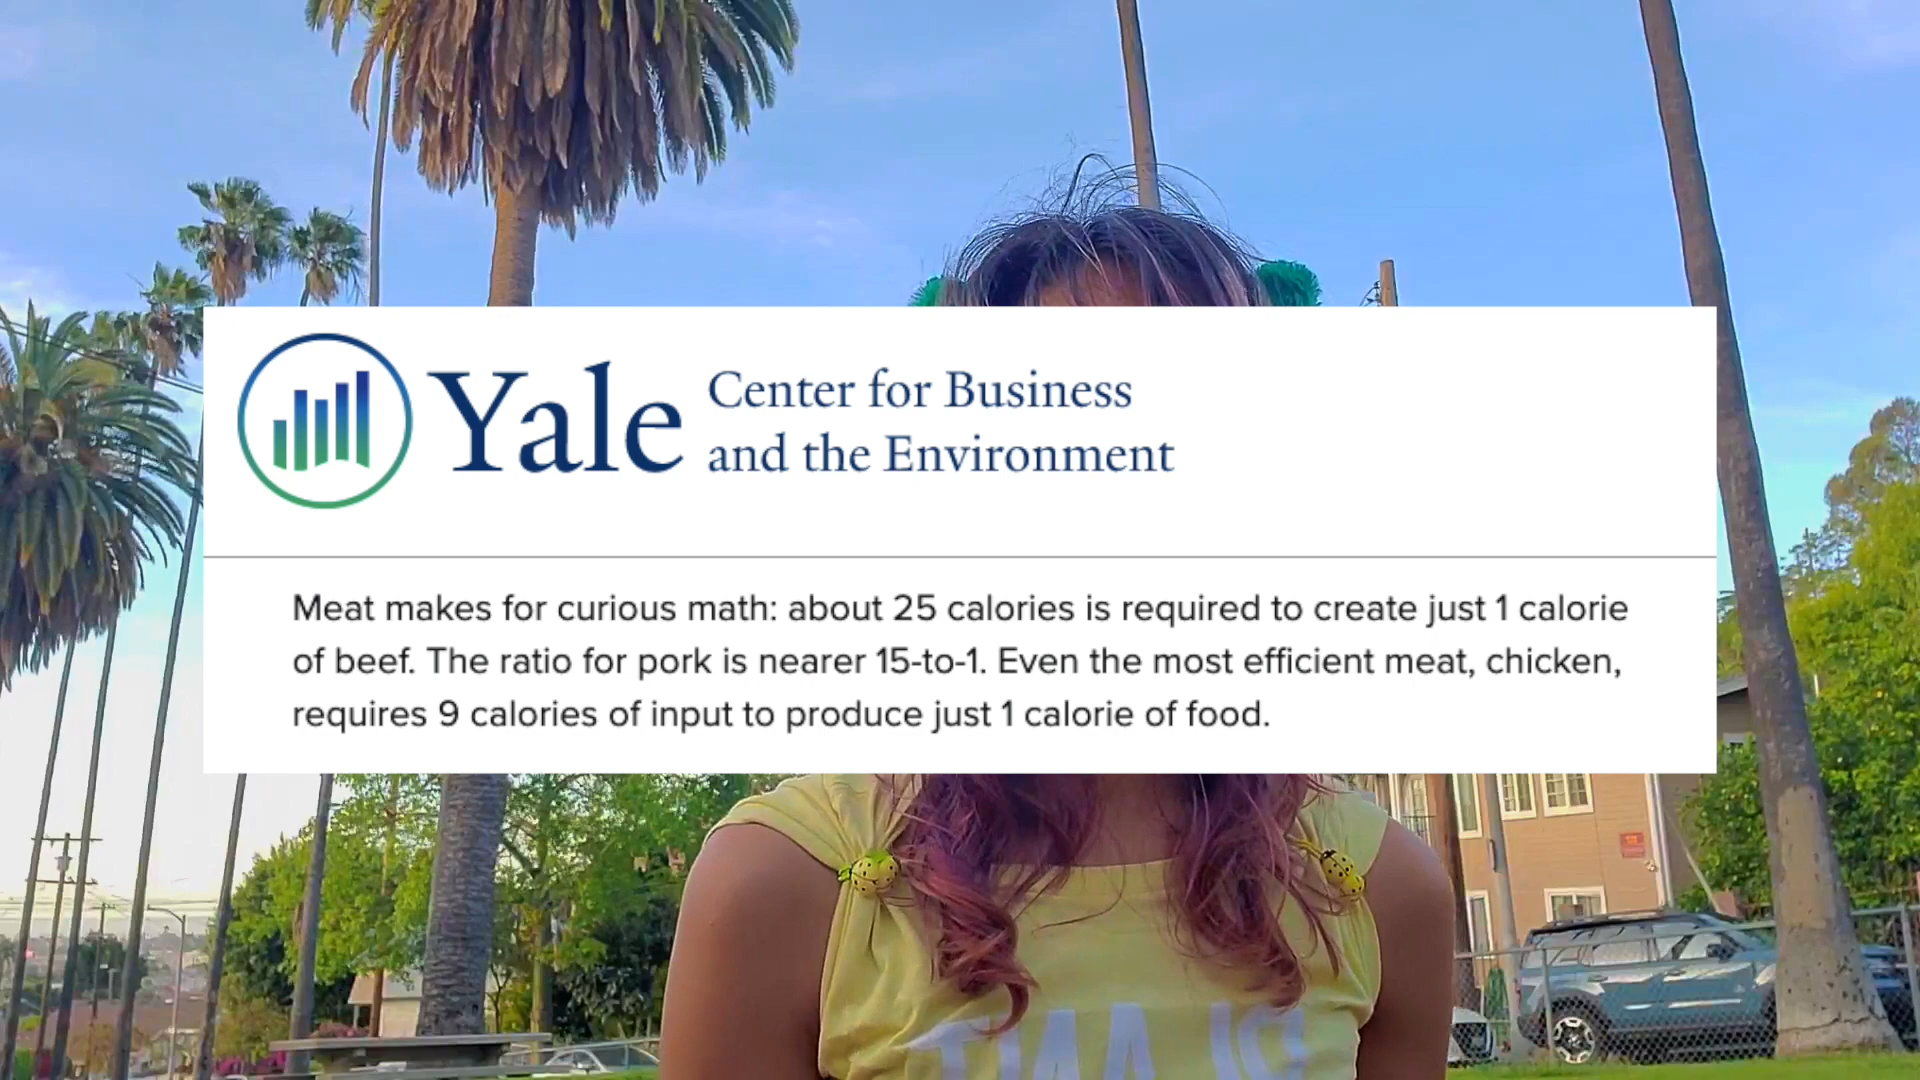 Yale
Center for Business
and the Environment
Meat makes for curious math: about 25 calories is required to create just 1 calorie
of beef. The ratio for pork is nearer 15-to-1. Even the most efficient meat, chicken,
requires 9 calories of input to produce just 1 calorie of food.